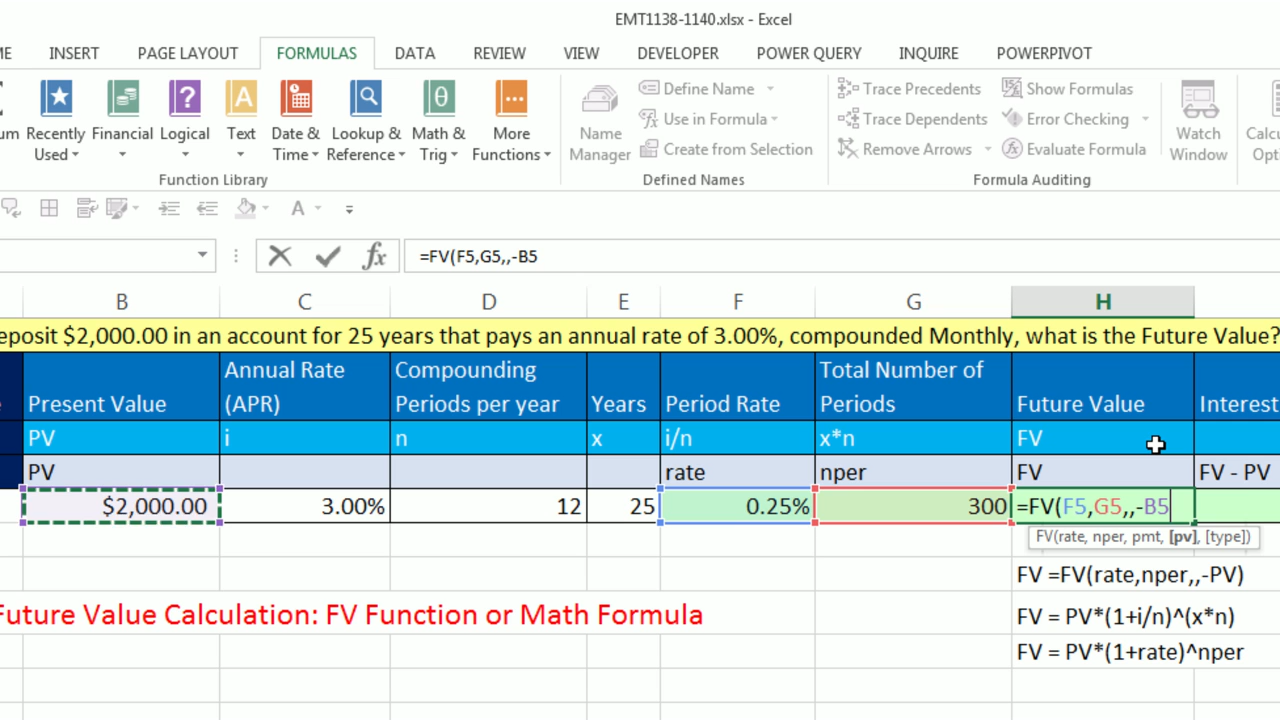 EMT1138-1140.xlsx - Excel
INSERT PAGE LAYOUT FORMULAS DATA REVIEW VIEW DEVELOPER POWER QUERY INQUIRE POWERPIVOT
Recently Used
Financial
Logical
Text
Date & Time
Lookup & Reference
Math & Trig
More Functions
Function Library
Name Manager
Define Name
Use in Formula
Create from Selection
Defined Names
Trace Precedents
Trace Dependents
Remove Arrows
Show Formulas
Error Checking
Evaluate Formula
Formula Auditing
Watch Window
fx =FV(F5,G5,,-B5
B C D E F G H
eposit $2,000.00 in an account for 25 years that pays an annual rate of 3.00%, compounded Monthly, what is the Future Value?
Present Value
Annual Rate (APR)
Compounding Periods per year
Years
Period Rate
Total Number of Periods
Future Value
Interest
PV i n x i/n x*n FV
PV rate nper FV FV - PV
$2,000.00 3.00% 12 25 0.25% 300 =FV(F5,G5,,-B5
FV(rate, nper, pmt, [pv], [type])
FV =FV(rate,nper,,-PV)
Future Value Calculation: FV Function or Math Formula
FV = PV*(1+i/n)^(x*n)
FV = PV*(1+rate)^nper